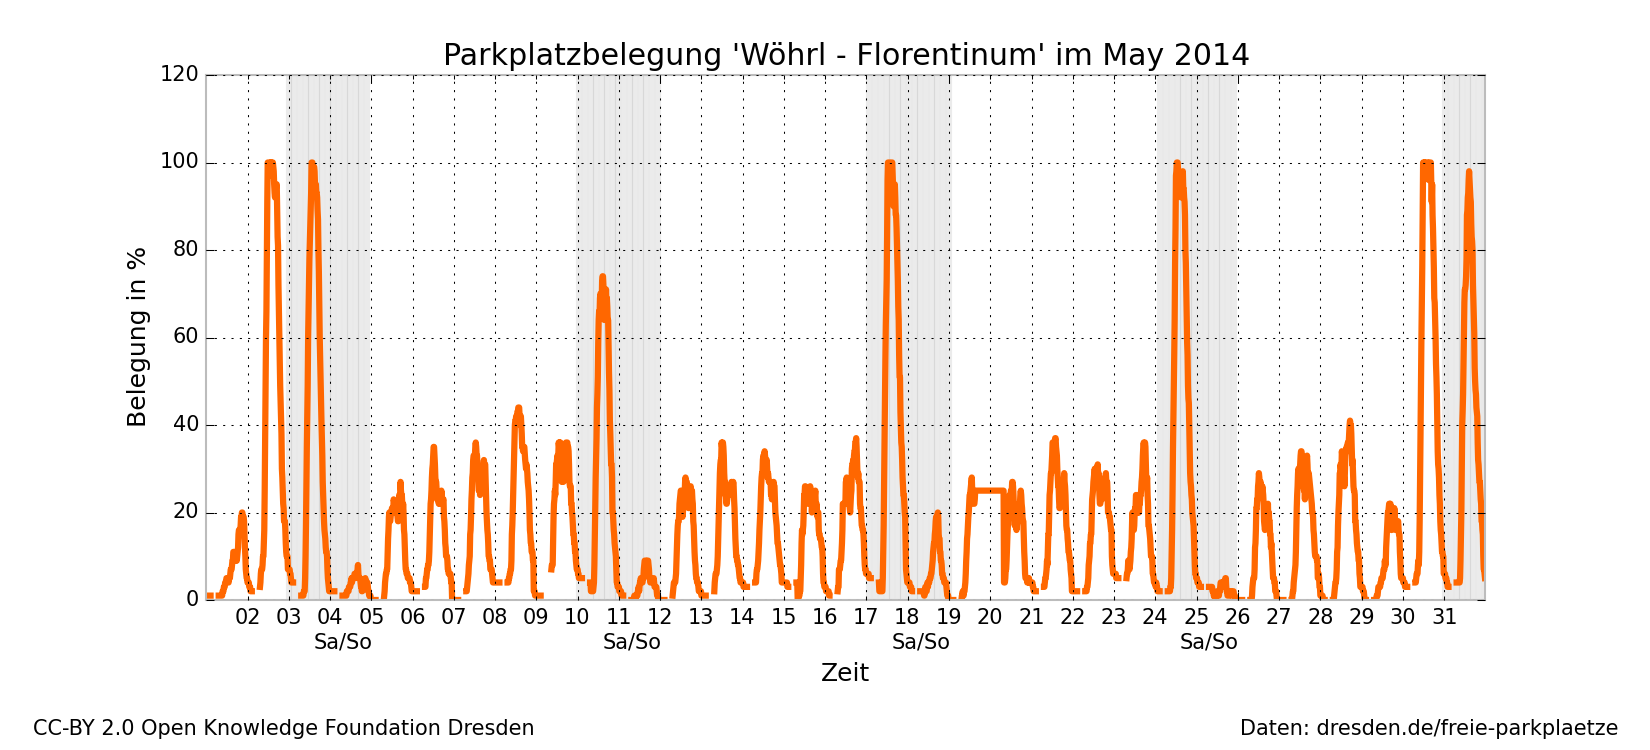 Parkplatzbelegung 'Wöhrl - Florentinum' im May 2014
120
100
80
60
40
20
0
Belegung in %
02 03 04 05 06 07 08 09 10 11 12 13 14 15 16 17 18 19 20 21 22 23 24 25 26 27 28 29 30 31
Sa/So Sa/So Sa/So Sa/So
Zeit
CC-BY 2.0 Open Knowledge Foundation Dresden
Daten: dresden.de/freie-parkplaetze